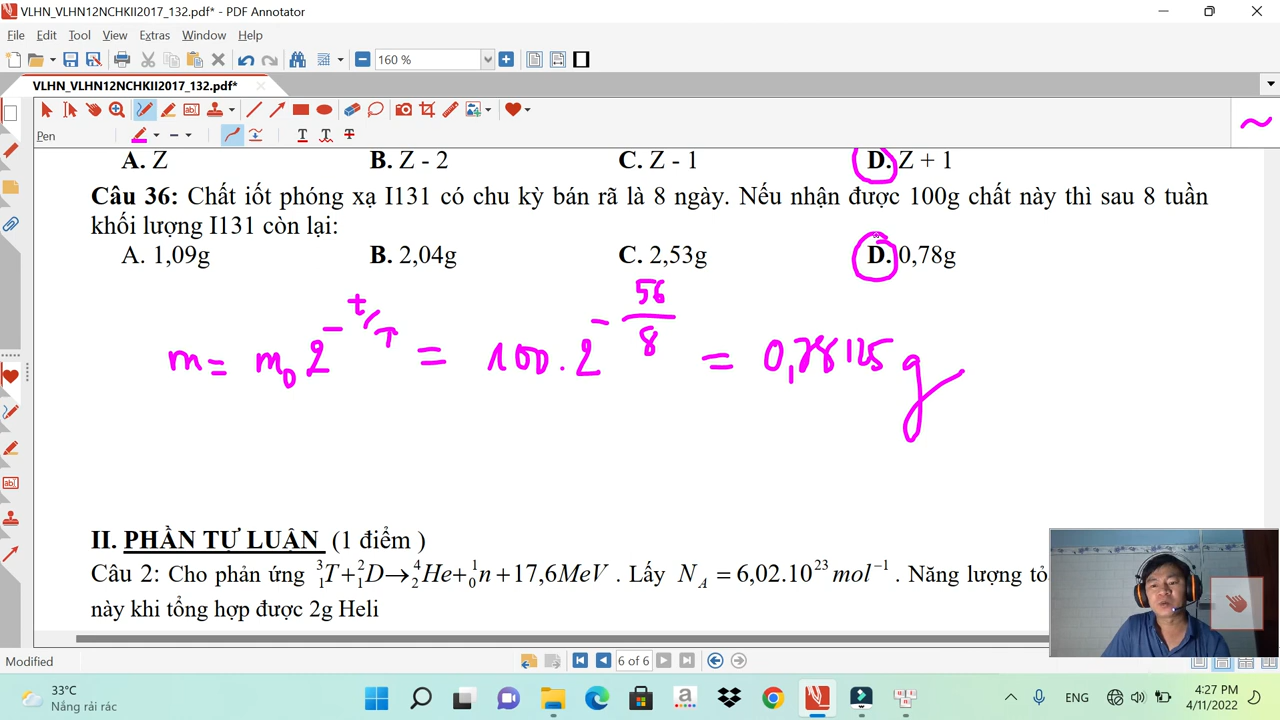 VLHN_VLHN12NCHKII2017_132.pdf* - PDF Annotator
File Edit Tool View Extras Window Help
160 %
VLHN_VLHN12NCHKII2017_132.pdf*
Pen
A. Z B. Z - 2 C. Z - 1 D. Z + 1
Câu 36: Chất iốt phóng xạ I131 có chu kỳ bán rã là 8 ngày. Nếu nhận được 100g chất này thì sau 8 tuần
khối lượng I131 còn lại:
A. 1,09g B. 2,04g C. 2,53g D. 0,78g
m = m₀ 2^(-t/T) = 100 . 2^(-56/8) = 0,78125 g
II. PHẦN TỰ LUẬN (1 điểm )
Câu 2: Cho phản ứng ³₁T+²₁D→⁴₂He+¹₀n+17,6MeV . Lấy N_A = 6,02.10²³ mol⁻¹ . Năng lượng tỏ
này khi tổng hợp được 2g Heli
Modified 6 of 6
33°C
Nắng rải rác
ENG
4:27 PM
4/11/2022